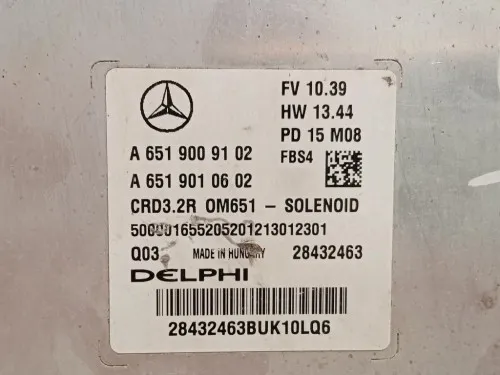 FV 10.39
HW 13.44
PD 15 M08
A 651 900 91 02
FBS4
A 651 901 06 02
CRD3.2R OM651 - SOLENOID
Q03 MADE IN HUNGARY 28432463
DELPHI
28432463BUK10LQ6